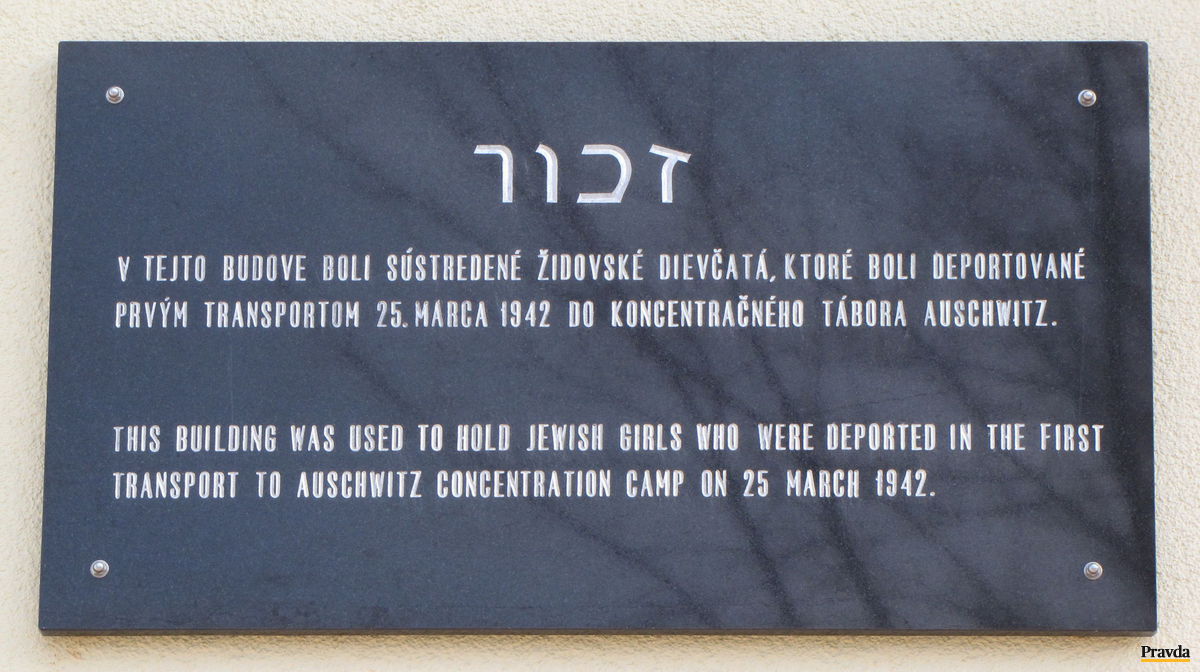 זכור
V TEJTO BUDOVE BOLI SÚSTREDENÉ ŽIDOVSKÉ DIEVČATÁ, KTORÉ BOLI DEPORTOVANÉ
PRVÝM TRANSPORTOM 25. MARCA 1942 DO KONCENTRAČNÉHO TÁBORA AUSCHWITZ.
THIS BUILDING WAS USED TO HOLD JEWISH GIRLS WHO WERE DEPORTED IN THE FIRST
TRANSPORT TO AUSCHWITZ CONCENTRATION CAMP ON 25 MARCH 1942.
Pravda